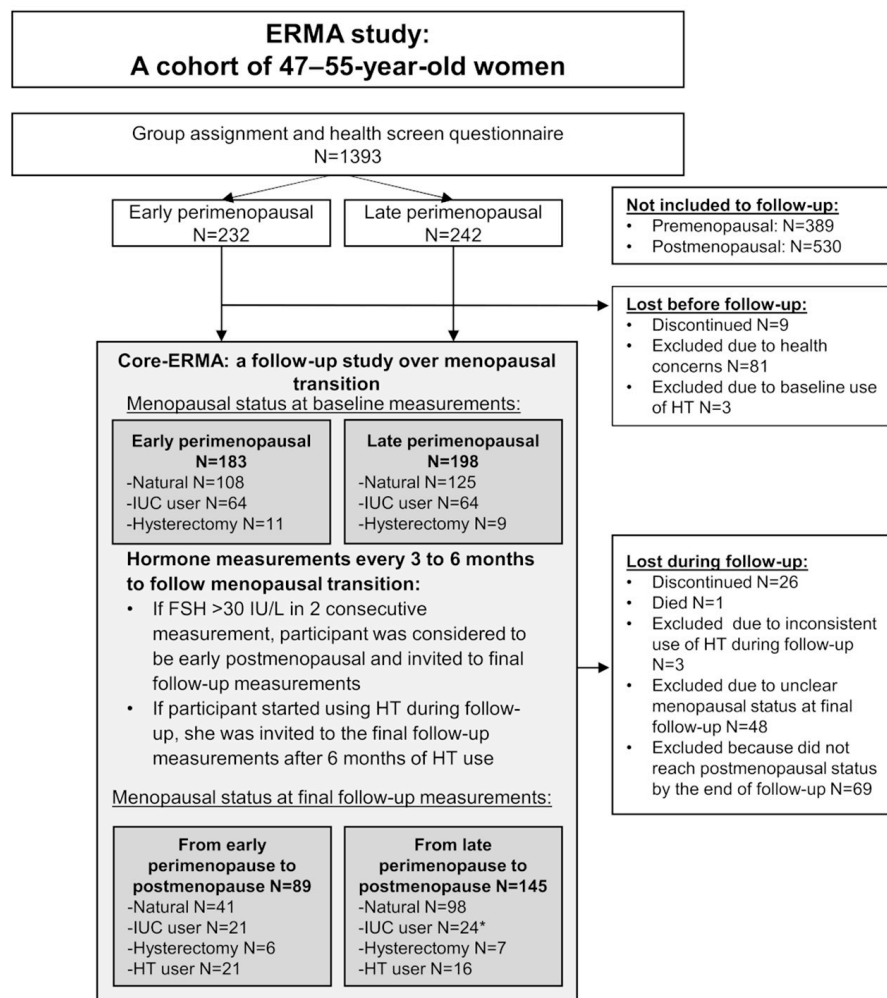 ERMA study:
A cohort of 47–55-year-old women
Group assignment and health screen questionnaire
N=1393
Early perimenopausal
N=232
Late perimenopausal
N=242
Not included to follow-up:
• Premenopausal: N=389
• Postmenopausal: N=530
Lost before follow-up:
• Discontinued N=9
• Excluded due to health
concerns N=81
• Excluded due to baseline use
of HT N=3
Core-ERMA: a follow-up study over menopausal
transition
Menopausal status at baseline measurements:
Early perimenopausal
N=183
-Natural N=108
-IUC user N=64
-Hysterectomy N=11
Late perimenopausal
N=198
-Natural N=125
-IUC user N=64
-Hysterectomy N=9
Hormone measurements every 3 to 6 months
to follow menopausal transition:
• If FSH >30 IU/L in 2 consecutive
measurement, participant was considered to
be early postmenopausal and invited to final
follow-up measurements
• If participant started using HT during follow-
up, she was invited to the final follow-up
measurements after 6 months of HT use
Lost during follow-up:
• Discontinued N=26
• Died N=1
• Excluded due to inconsistent
use of HT during follow-up
N=3
• Excluded due to unclear
menopausal status at final
follow-up N=48
• Excluded because did not
reach postmenopausal status
by the end of follow-up N=69
Menopausal status at final follow-up measurements:
From early
perimenopause to
postmenopause N=89
-Natural N=41
-IUC user N=21
-Hysterectomy N=6
-HT user N=21
From late
perimenopause to
postmenopause N=145
-Natural N=98
-IUC user N=24*
-Hysterectomy N=7
-HT user N=16